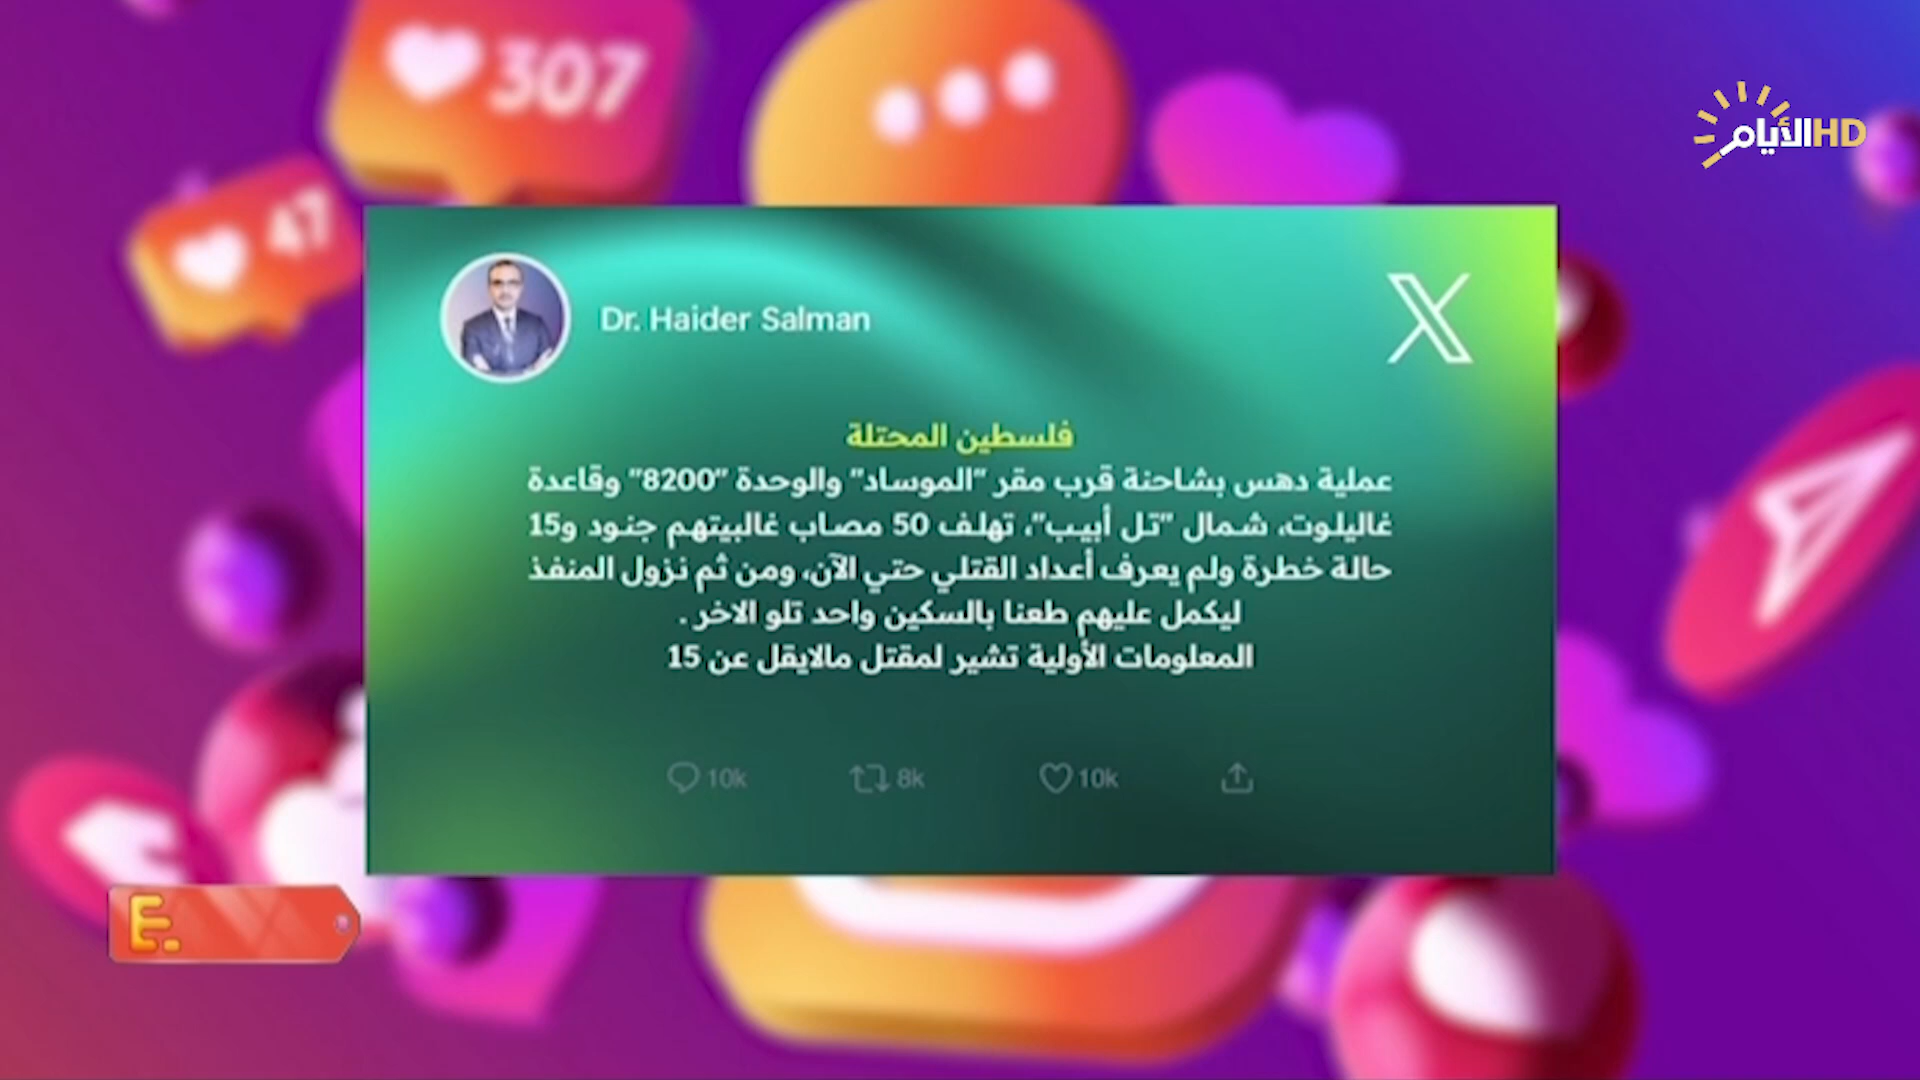 307
47
الأيام HD
Dr. Haider Salman
فلسطين المحتلة
عملية دهس بشاحنة قرب مقر "الموساد" والوحدة "8200" وقاعدة
غاليلوت، شمال "تل أبيب"، تهلف 50 مصاب غالبيتهم جنود و15
حالة خطرة ولم يعرف أعداد القتلي حتي الآن، ومن ثم نزول المنفذ
ليكمل عليهم طعنا بالسكين واحد تلو الاخر .
المعلومات الأولية تشير لمقتل مالايقل عن 15
10k 8k 10k
E.